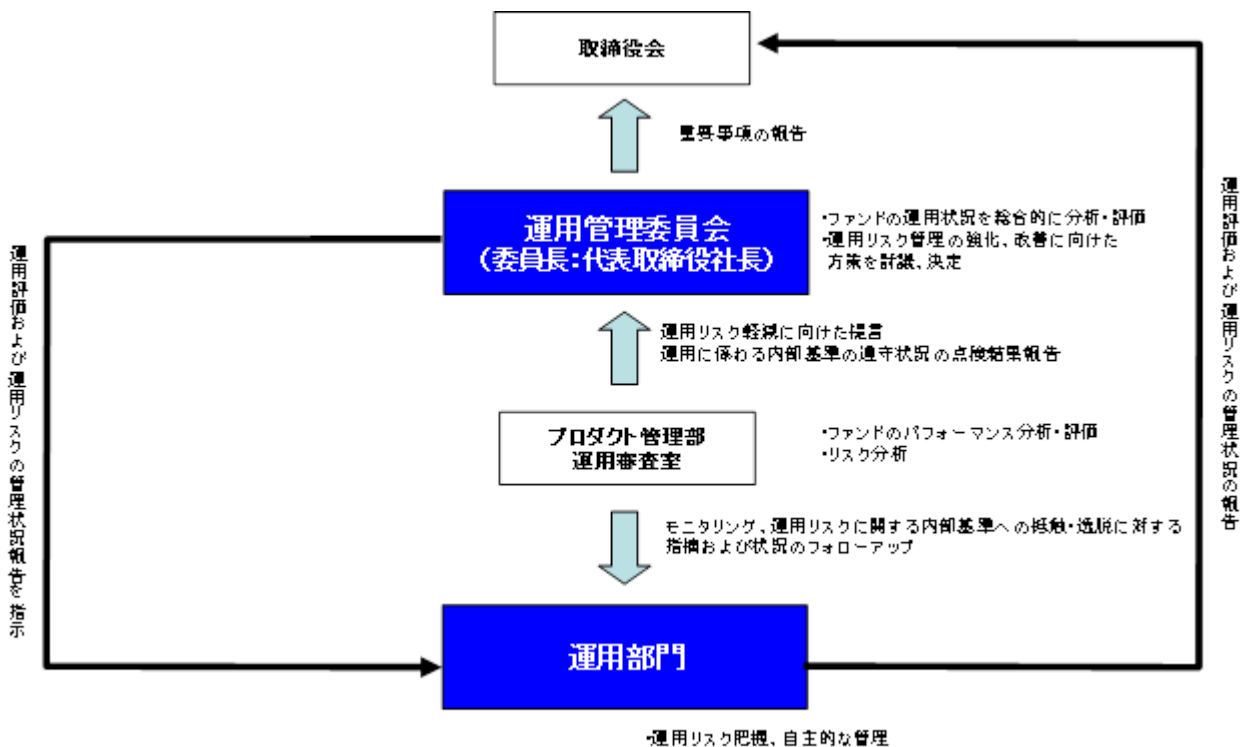 取締役会
重要事項の報告
運用管理委員会
(委員長:代表取締役社長)
・ファンドの運用状況を総合的に分析・評価
・運用リスク管理の強化、改善に向けた
方策を討議、決定
運用リスク軽減に向けた提言
運用に係わる内部基準の遵守状況の点検結果報告
プロダクト管理部
運用審査室
・ファンドのパフォーマンス分析・評価
・リスク分析
モニタリング、運用リスクに関する内部基準への抵触・逸脱に対する
指摘および状況のフォローアップ
運用部門
・運用リスク把握、自主的な管理
運用評価および運用リスクの管理状況報告を指示
運用評価および運用リスクの管理状況の報告